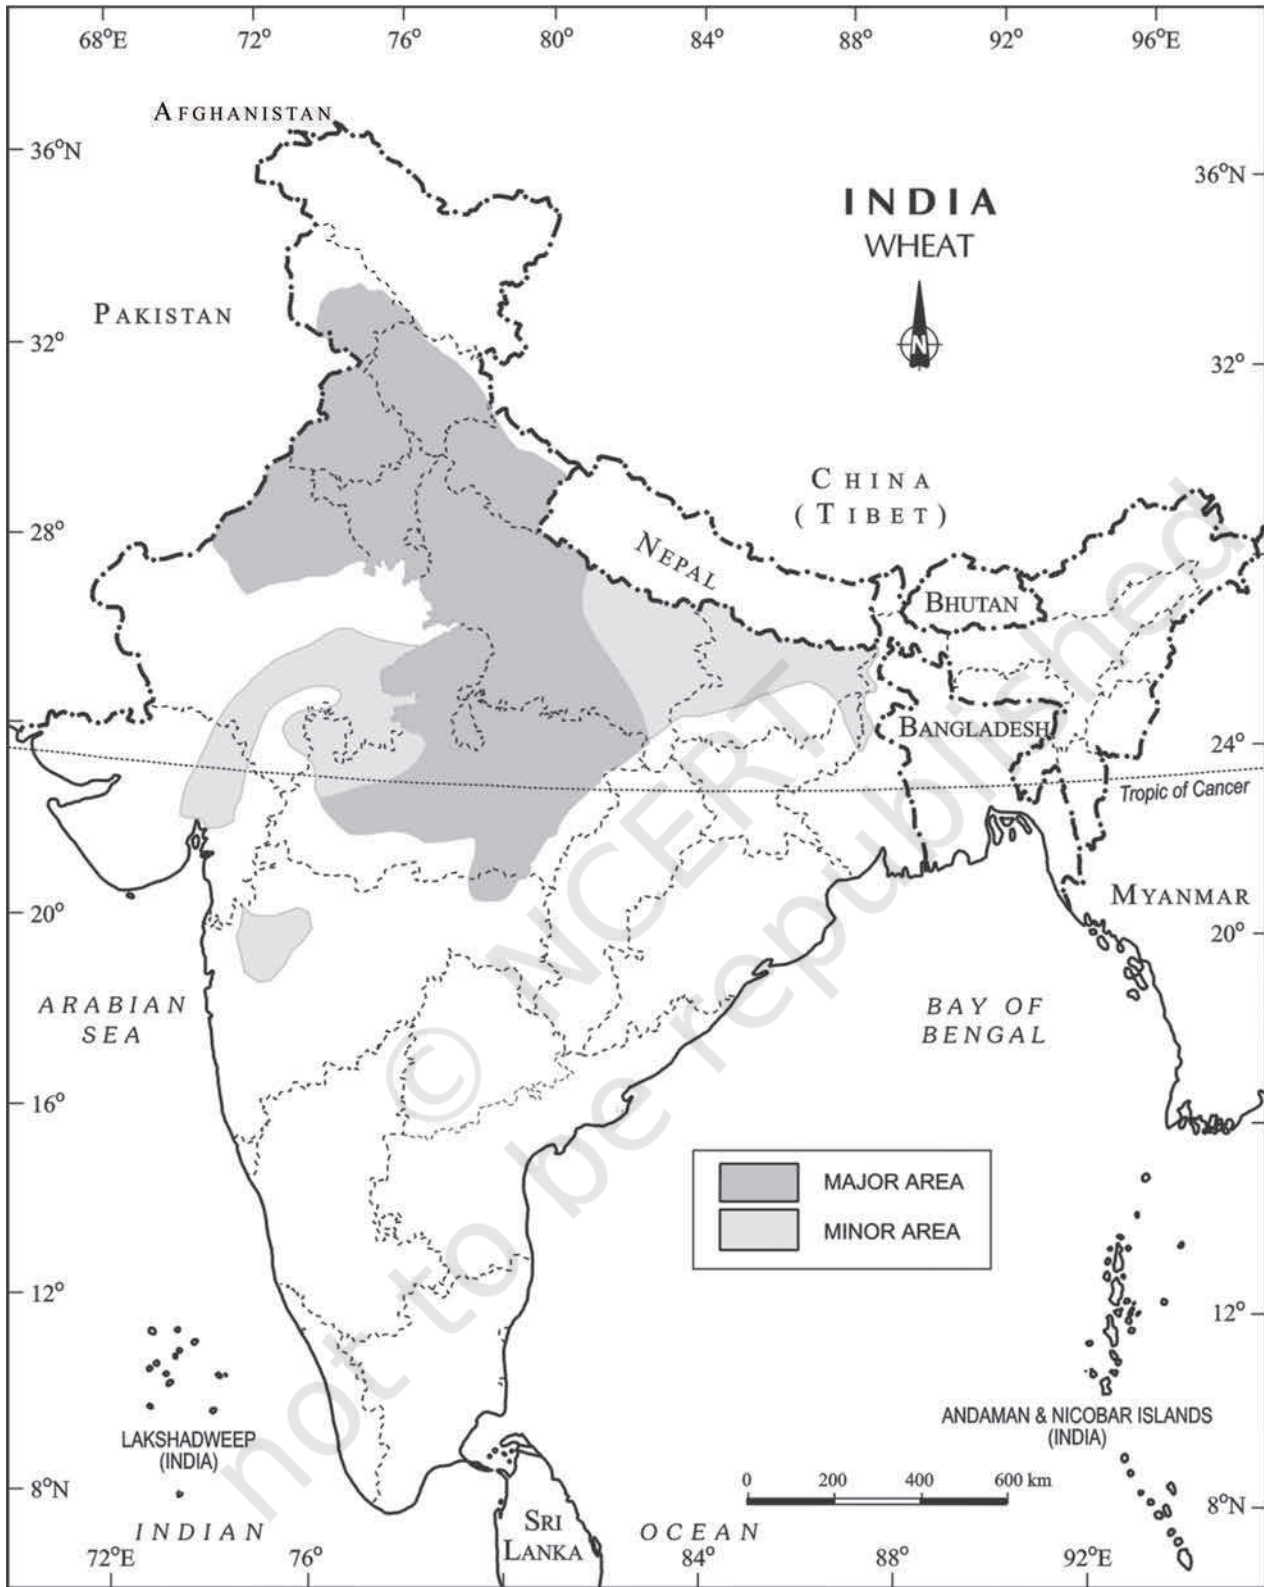 68°E 72° 76° 80° 84° 88° 92° 96°E
AFGHANISTAN
36°N
36°N
INDIA
WHEAT
PAKISTAN
N
32°
32°
CHINA
(TIBET)
28°
NEPAL
BHUTAN
BANGLADESH
24°
Tropic of Cancer
MYANMAR
20°
20°
ARABIAN
SEA
BAY OF
BENGAL
© NCERT
not to be republished
16°
MAJOR AREA
MINOR AREA
12°
12°
LAKSHADWEEP
(INDIA)
ANDAMAN & NICOBAR ISLANDS
(INDIA)
0 200 400 600 km
8°N
8°N
SRI
LANKA
INDIAN OCEAN
72°E 76° 84° 88° 92°E